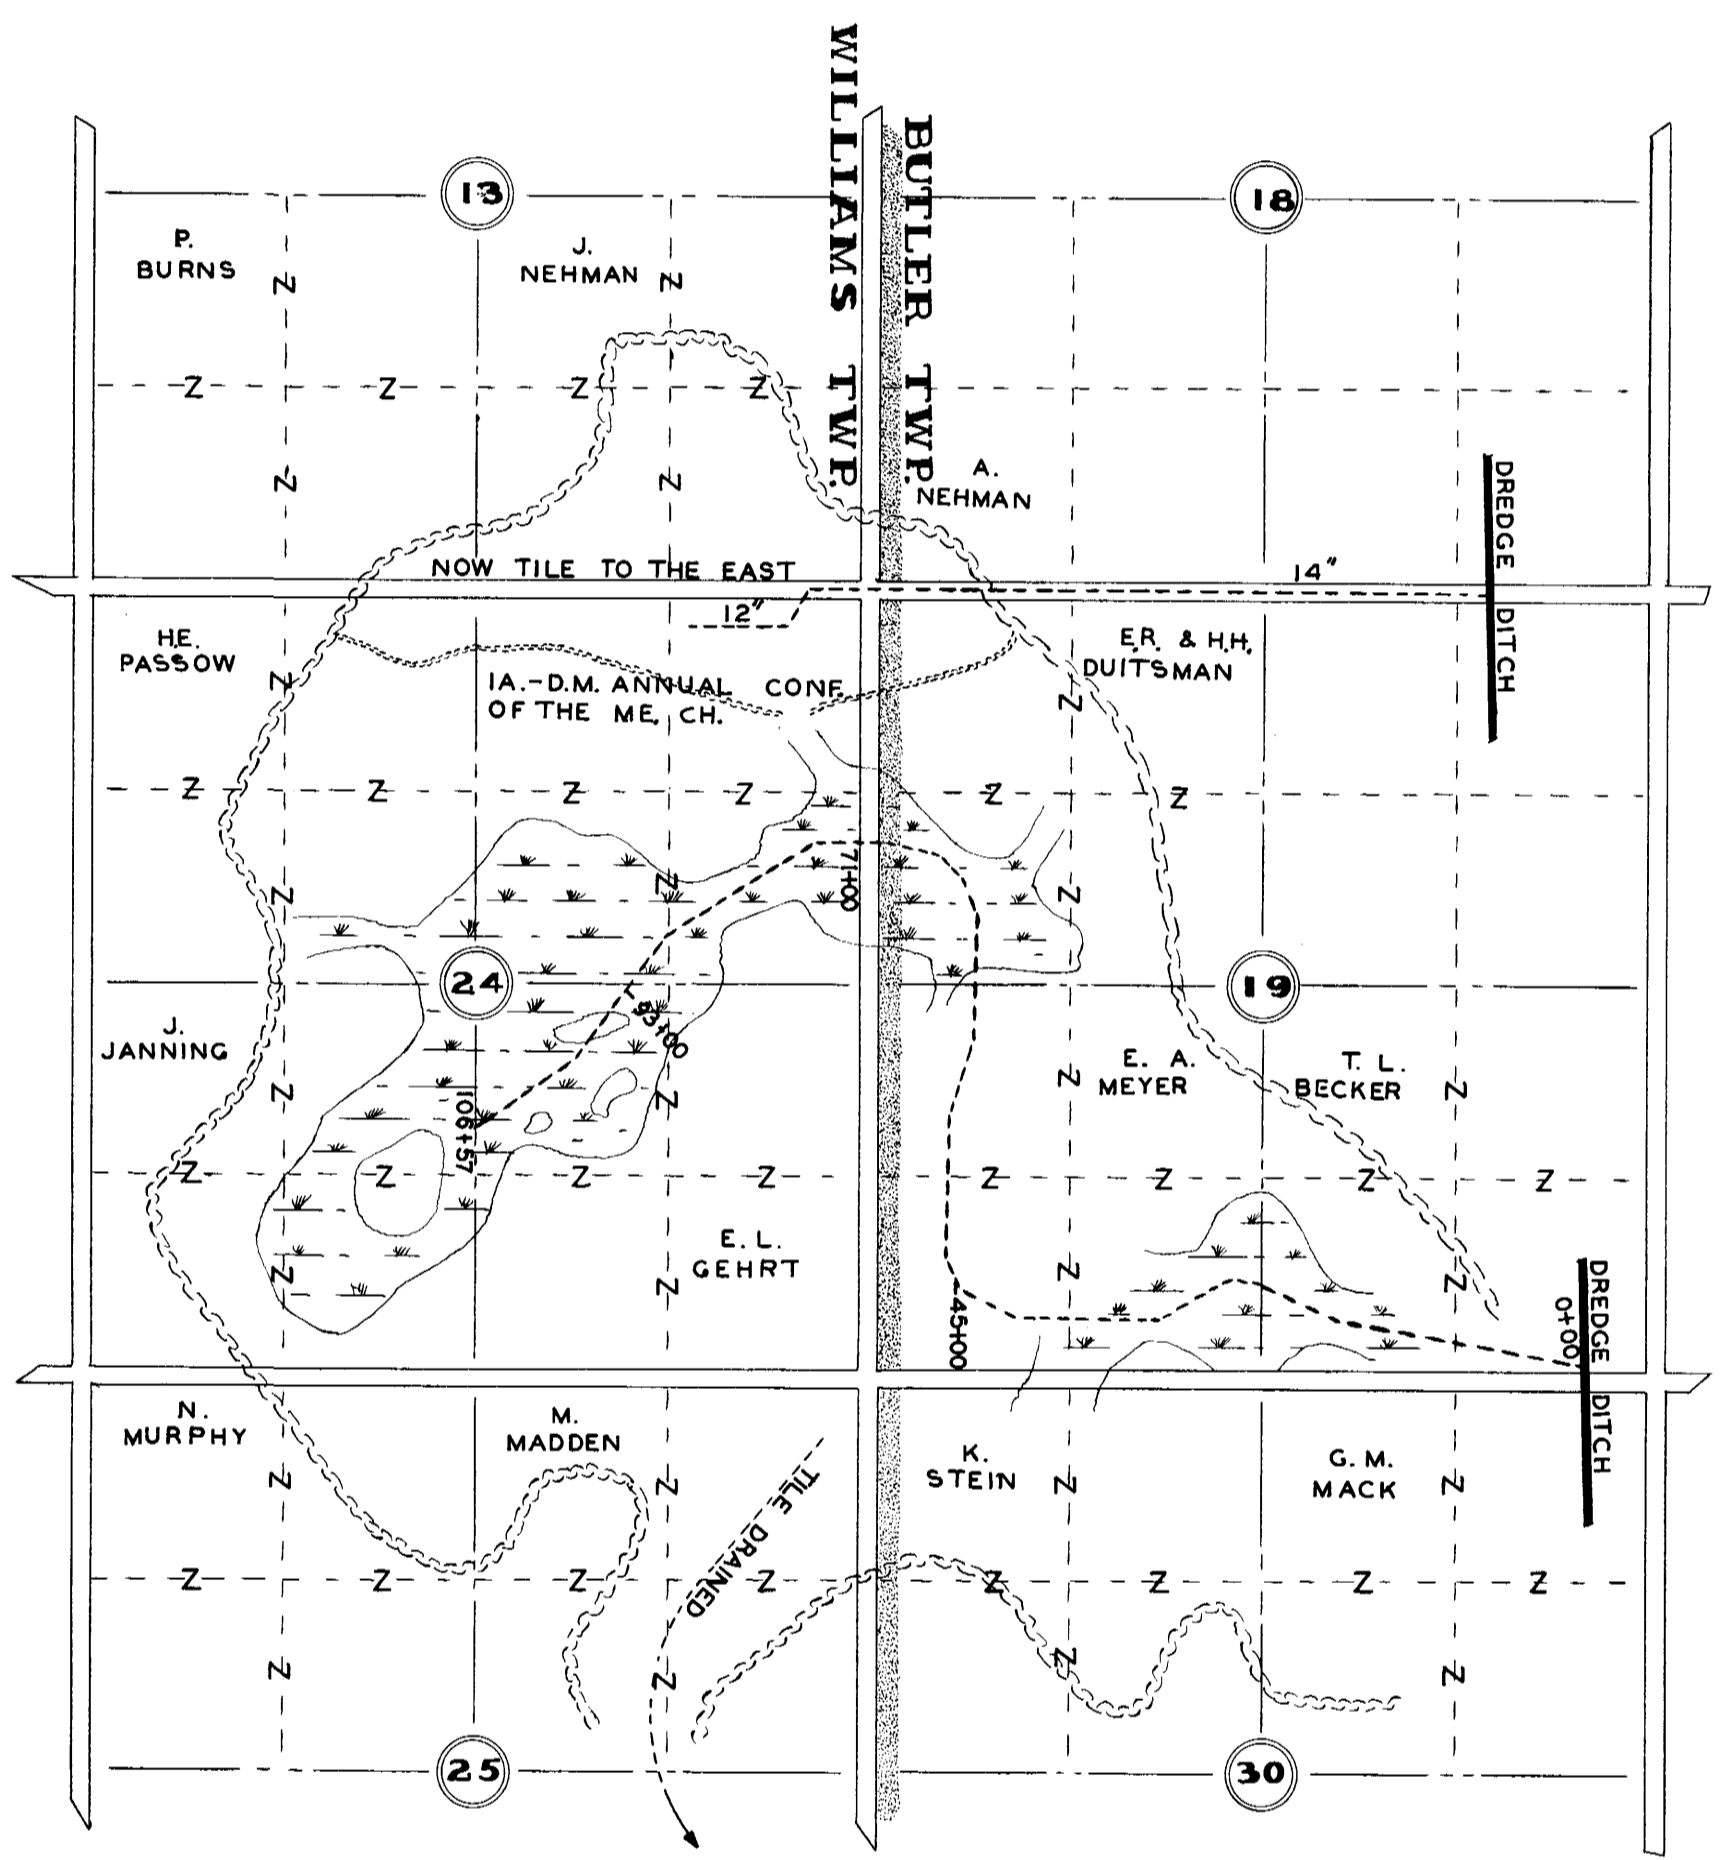 WILLIAMS TWP.
BUTLER TWP.
13
18
P.
BURNS
J.
NEHMAN
A.
NEHMAN
DREDGE DITCH
NOW TILE TO THE EAST
14"
12"
H.E.
PASSOW
E.R. & H.H.
DUITSMAN
IA.-D.M. ANNUAL CONF.
OF THE ME. CH.
71+00
24
19
93+00
J.
JANNING
E. A.
MEYER
T. L.
BECKER
106+57
E. L.
GEHRT
45+00
0+00
DREDGE DITCH
N.
MURPHY
M.
MADDEN
K.
STEIN
G. M.
MACK
TILE DRAINED
25
30